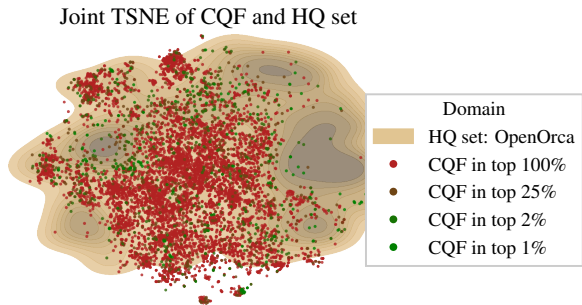 Joint TSNE of CQF and HQ set
Domain
HQ set: OpenOrca
CQF in top 100%
CQF in top 25%
CQF in top 2%
CQF in top 1%